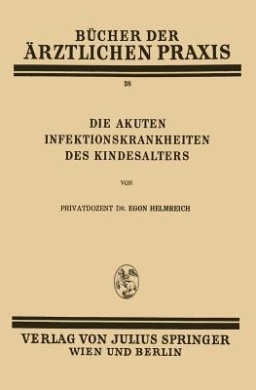 BÜCHER DER
ÄRZTLICHEN PRAXIS
38
DIE AKUTEN
INFEKTIONSKRANKHEITEN
DES KINDESALTERS
VON
PRIVATDOZENT Dr. EGON HELMREICH
VERLAG VON JULIUS SPRINGER
WIEN UND BERLIN